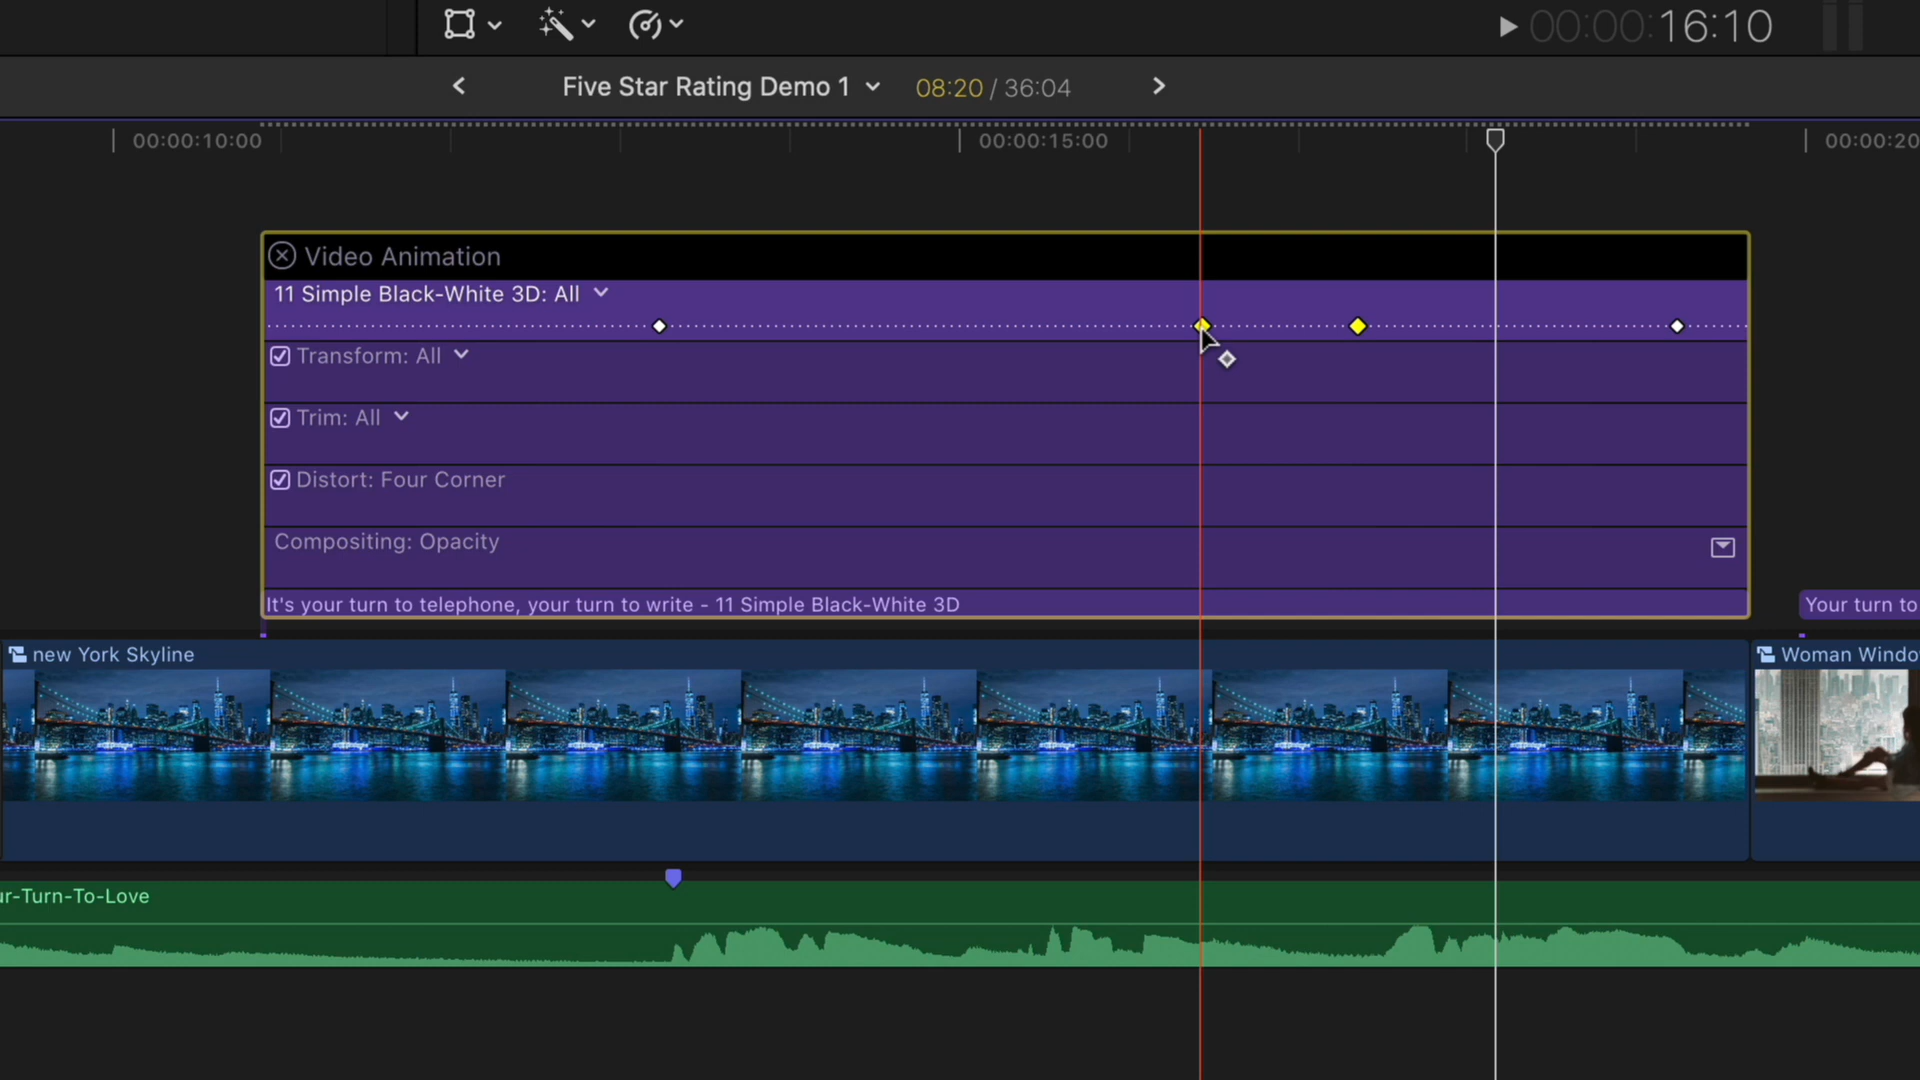 00:00:16:10
Five Star Rating Demo 1 08:20 / 36:04
00:00:10:00 00:00:15:00 00:00:20
Video Animation
11 Simple Black-White 3D: All
Transform: All
Trim: All
Distort: Four Corner
Compositing: Opacity
It's your turn to telephone, your turn to write - 11 Simple Black-White 3D
Your turn to
new York Skyline
Woman Windo
ur-Turn-To-Love